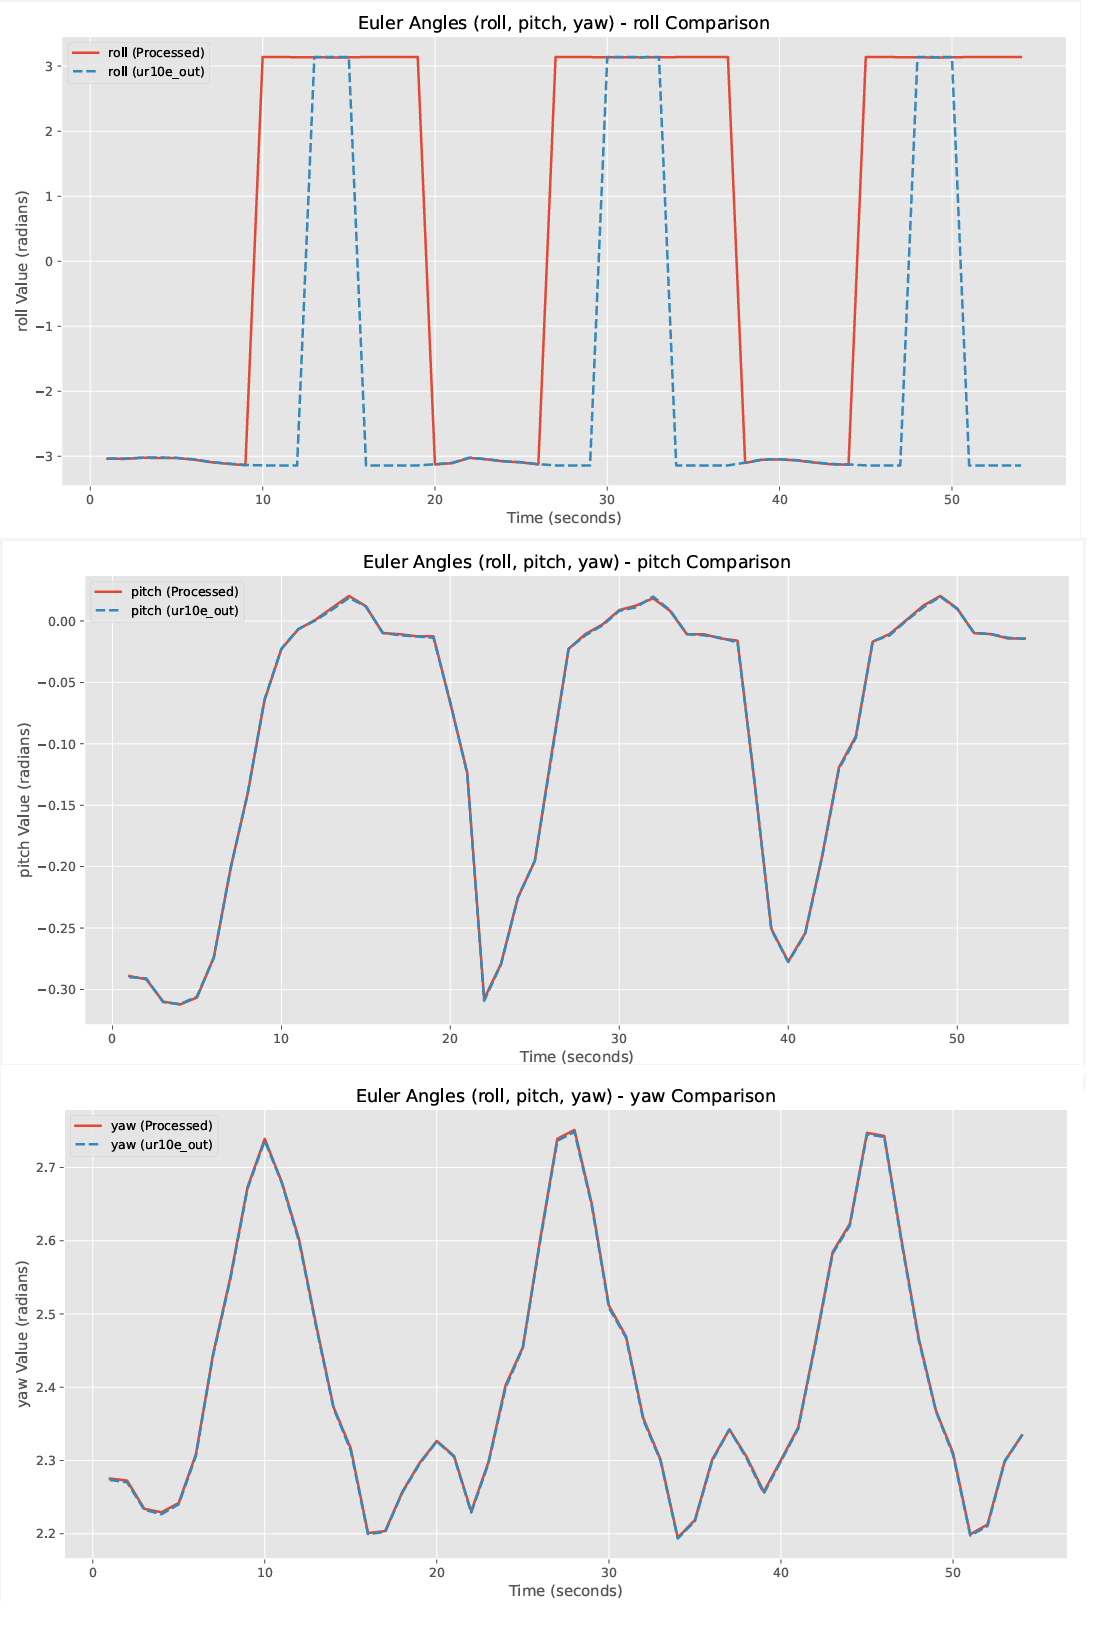 Euler Angles (roll, pitch, yaw) - roll Comparison
roll (Processed)
roll (ur10e_out)
3
2
1
0
−1
−2
−3
roll Value (radians)
0 10 20 30 40 50
Time (seconds)
Euler Angles (roll, pitch, yaw) - pitch Comparison
pitch (Processed)
pitch (ur10e_out)
0.00
−0.05
−0.10
−0.15
−0.20
−0.25
−0.30
pitch Value (radians)
0 10 20 30 40 50
Time (seconds)
Euler Angles (roll, pitch, yaw) - yaw Comparison
yaw (Processed)
yaw (ur10e_out)
2.7
2.6
2.5
2.4
2.3
2.2
yaw Value (radians)
0 10 20 30 40 50
Time (seconds)